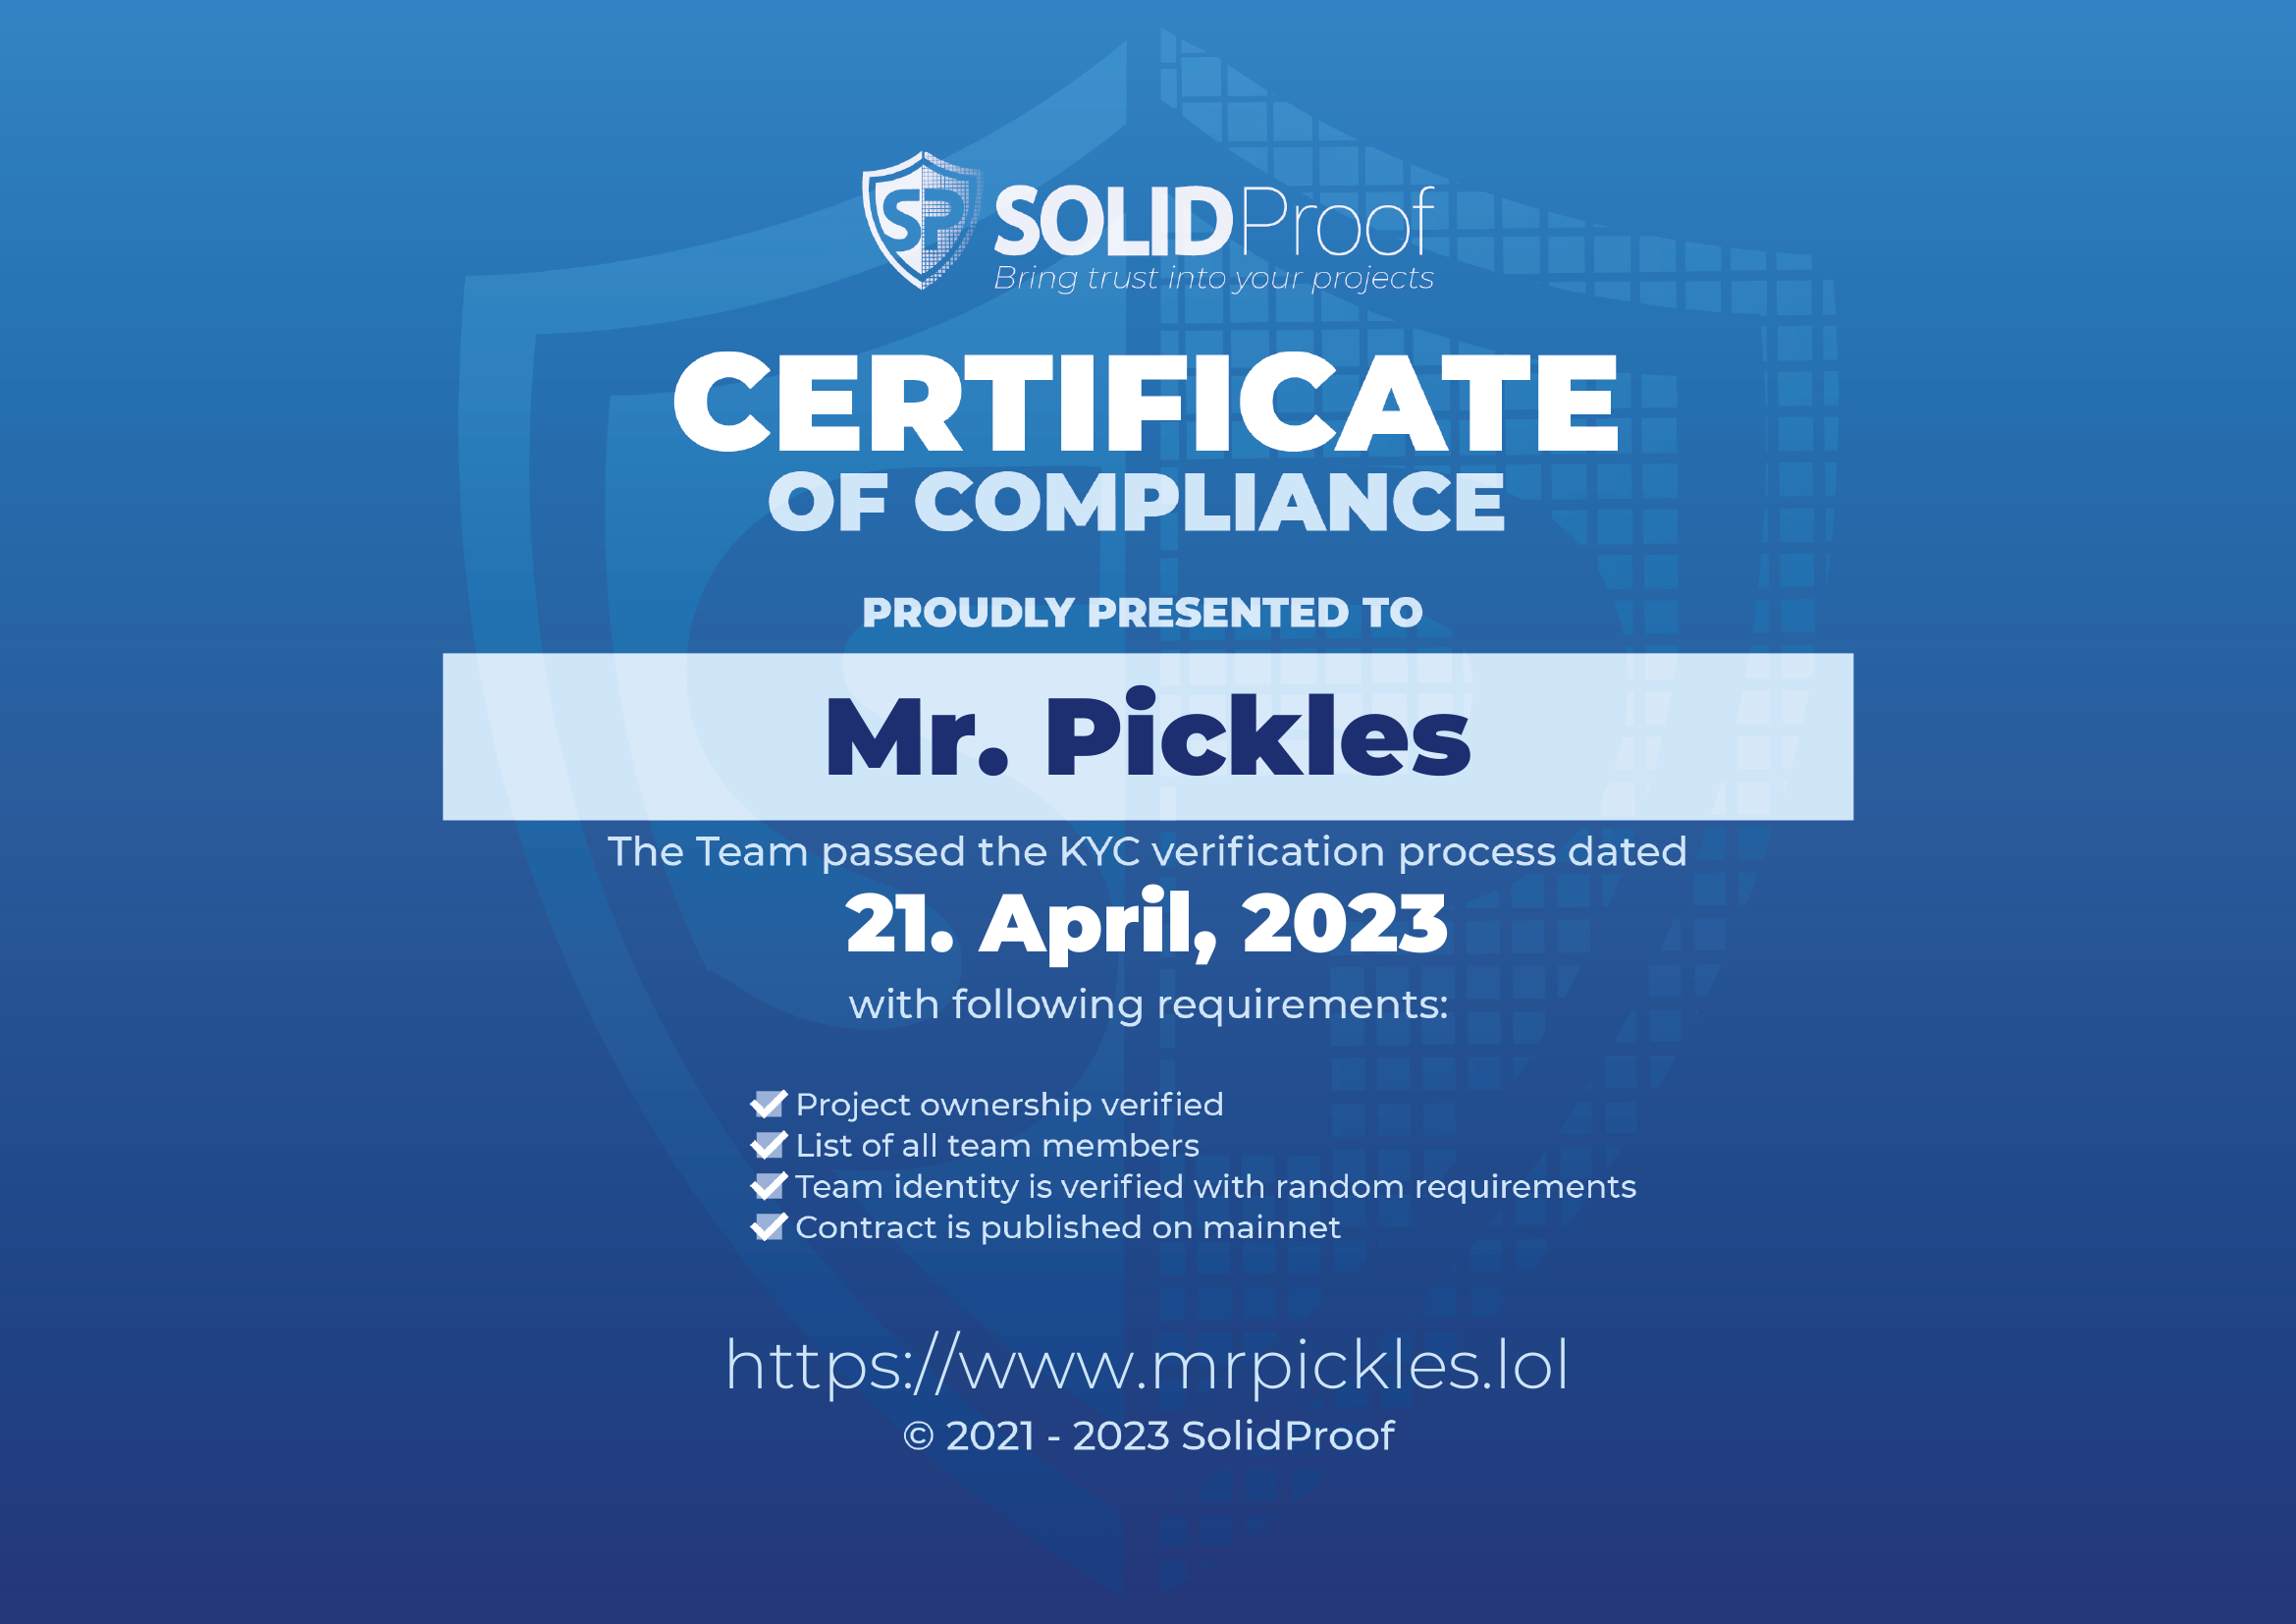 SP SOLIDProof
Bring trust into your projects
CERTIFICATE
OF COMPLIANCE
PROUDLY PRESENTED TO
Mr. Pickles
The Team passed the KYC verification process dated
21. April, 2023
with following requirements:
Project ownership verified
List of all team members
Team identity is verified with random requirements
Contract is published on mainnet
https://www.mrpickles.lol
© 2021 - 2023 SolidProof